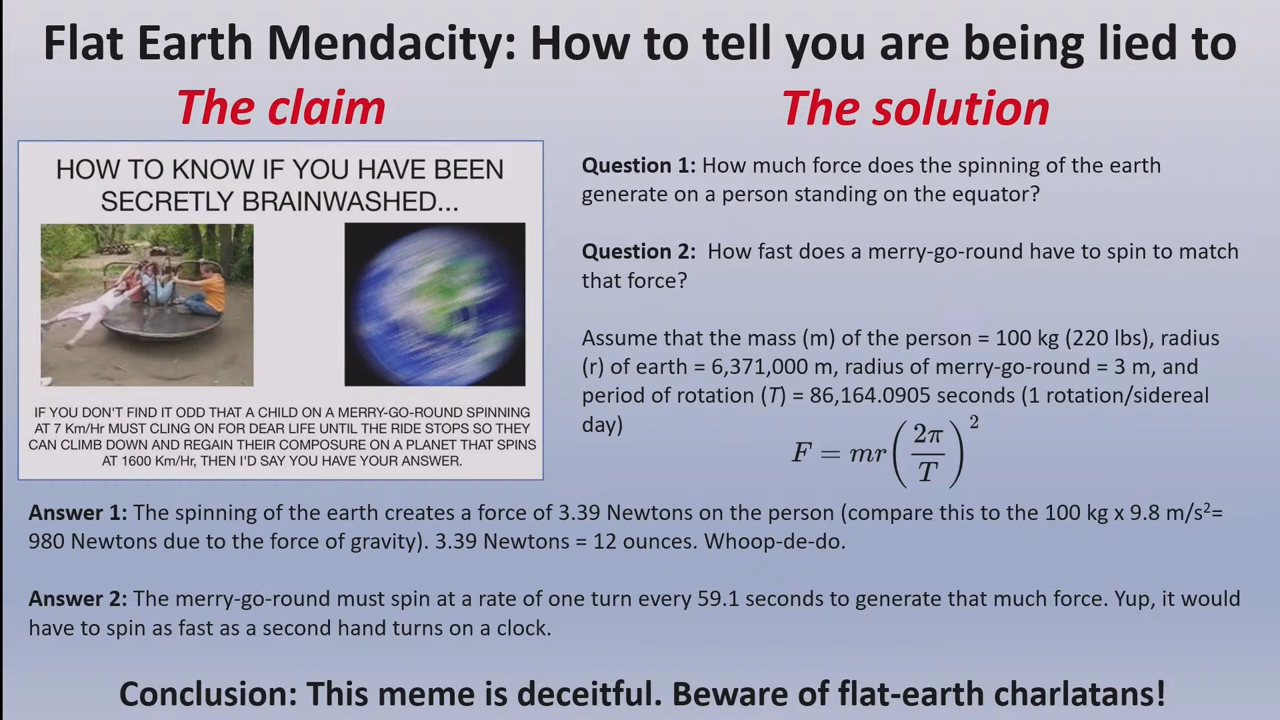 Flat Earth Mendacity: How to tell you are being lied to
The claim
HOW TO KNOW IF YOU HAVE BEEN
SECRETLY BRAINWASHED...
IF YOU DON'T FIND IT ODD THAT A CHILD ON A MERRY-GO-ROUND SPINNING
AT 7 Km/Hr MUST CLING ON FOR DEAR LIFE UNTIL THE RIDE STOPS SO THEY
CAN CLIMB DOWN AND REGAIN THEIR COMPOSURE ON A PLANET THAT SPINS
AT 1600 Km/Hr, THEN I'D SAY YOU HAVE YOUR ANSWER.
The solution
Question 1: How much force does the spinning of the earth
generate on a person standing on the equator?
Question 2: How fast does a merry-go-round have to spin to match
that force?
Assume that the mass (m) of the person = 100 kg (220 lbs), radius
(r) of earth = 6,371,000 m, radius of merry-go-round = 3 m, and
period of rotation (T) = 86,164.0905 seconds (1 rotation/sidereal
day)
F = mr(2π/T)²
Answer 1: The spinning of the earth creates a force of 3.39 Newtons on the person (compare this to the 100 kg x 9.8 m/s²=
980 Newtons due to the force of gravity). 3.39 Newtons = 12 ounces. Whoop-de-do.
Answer 2: The merry-go-round must spin at a rate of one turn every 59.1 seconds to generate that much force. Yup, it would
have to spin as fast as a second hand turns on a clock.
Conclusion: This meme is deceitful. Beware of flat-earth charlatans!